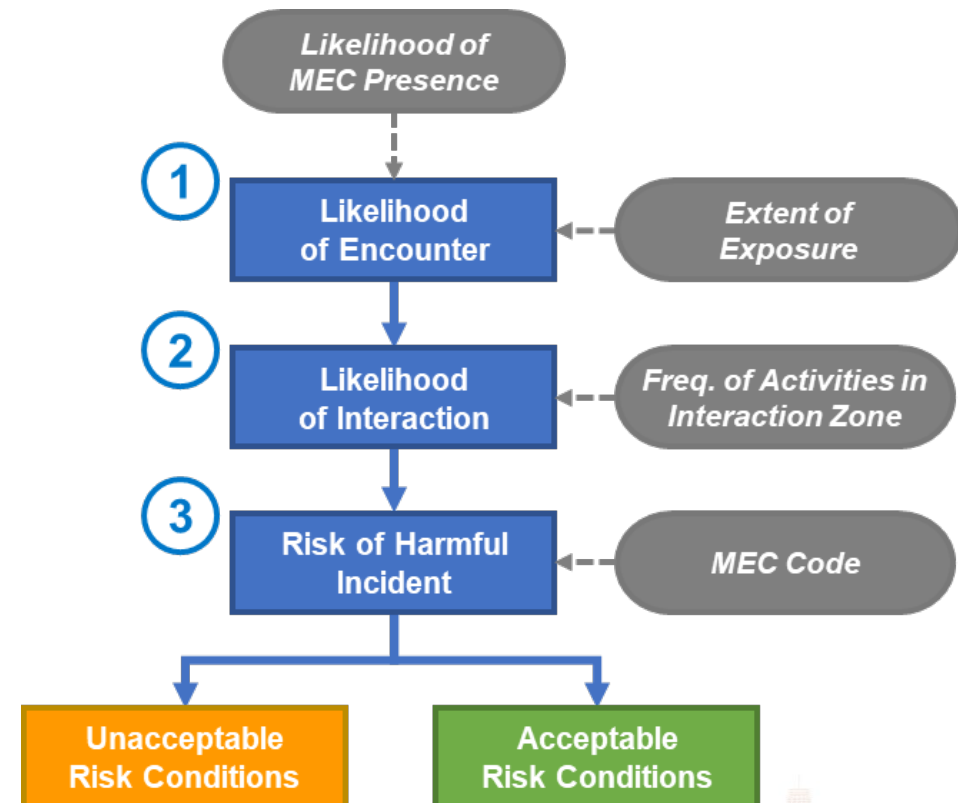 Likelihood of
MEC Presence
1
Likelihood
of Encounter
Extent of
Exposure
2
Likelihood
of Interaction
Freq. of Activities in
Interaction Zone
3
Risk of Harmful
Incident
MEC Code
Unacceptable
Risk Conditions
Acceptable
Risk Conditions